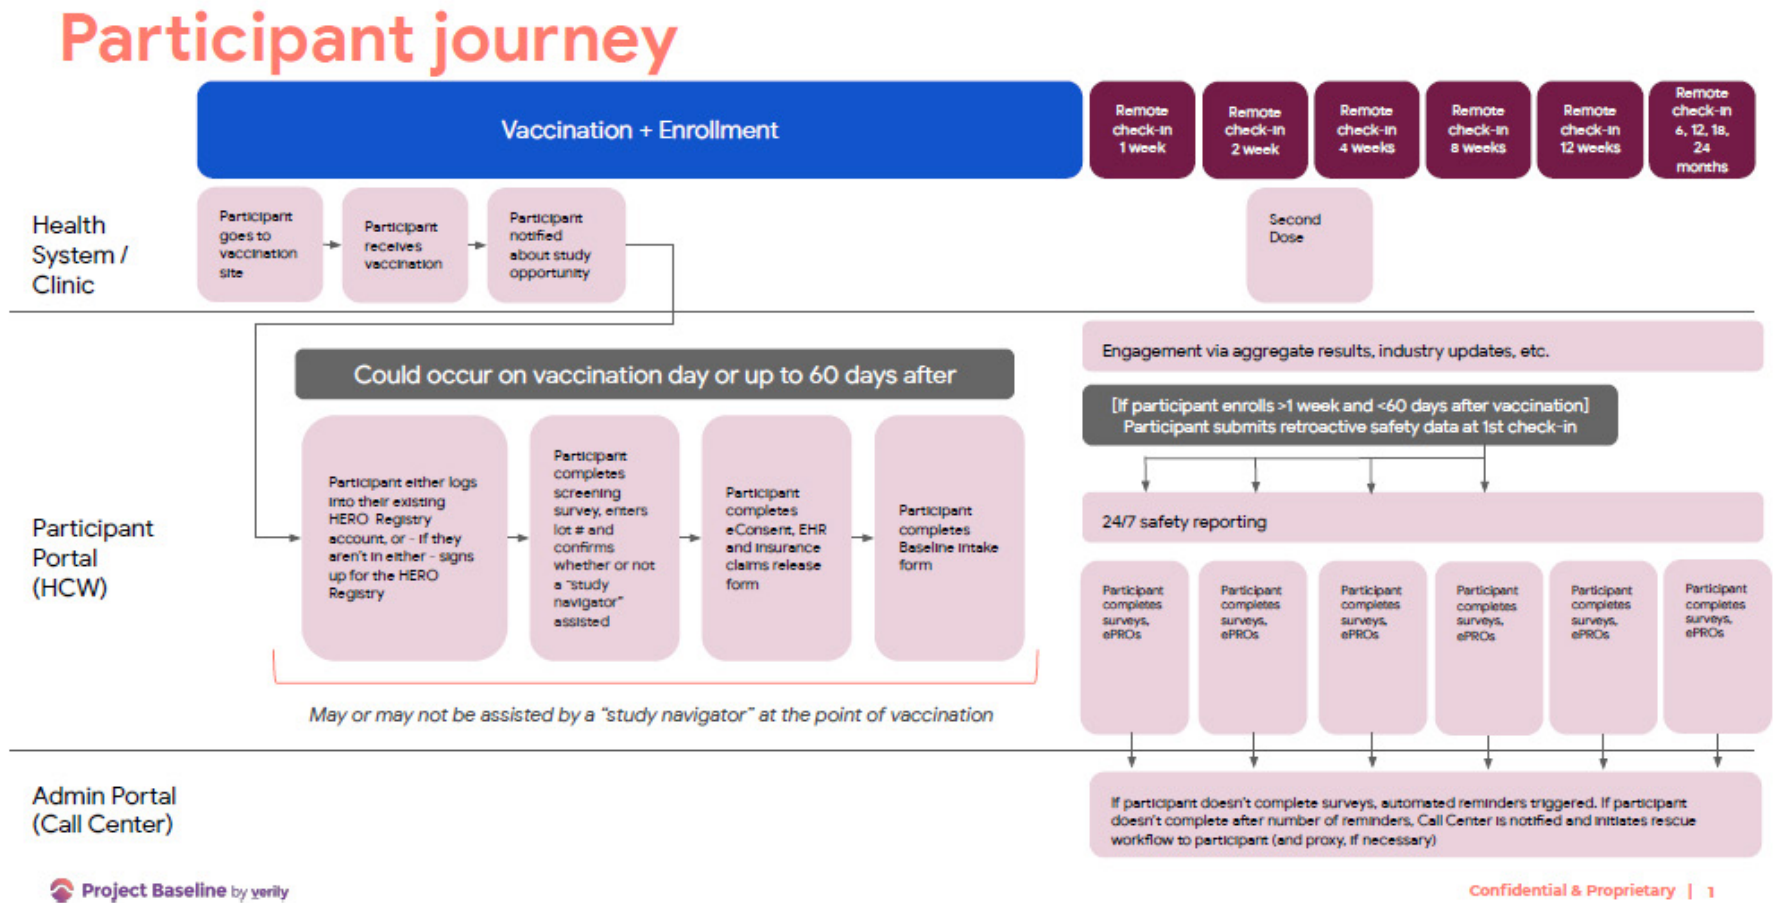 Participant journey
Vaccination + Enrollment
Remote
check-in
1 week
Remote
check-in
2 week
Remote
check-in
4 weeks
Remote
check-in
8 weeks
Remote
check-in
12 weeks
Remote
check-in
6, 12, 18,
24
months
Health
System /
Clinic
Participant
goes to
vaccination
site
Participant
receives
vaccination
Participant
notified
about study
opportunity
Second
Dose
Participant
Portal
(HCW)
Could occur on vaccination day or up to 60 days after
Participant either logs
into their existing
HERO Registry
account, or - if they
aren't in either - signs
up for the HERO
Registry
Participant
completes
screening
survey, enters
lot # and
confirms
whether or not
a "study
navigator"
assisted
Participant
completes
eConsent, EHR
and insurance
claims release
form
Participant
completes
Baseline intake
form
May or may not be assisted by a "study navigator" at the point of vaccination
Engagement via aggregate results, industry updates, etc.
[If participant enrolls >1 week and <60 days after vaccination]
Participant submits retroactive safety data at 1st check-in
24/7 safety reporting
Participant
completes
surveys,
ePROs
Participant
completes
surveys,
ePROs
Participant
completes
surveys,
ePROs
Participant
completes
surveys,
ePROs
Participant
completes
surveys,
ePROs
Participant
completes
surveys,
ePROs
Admin Portal
(Call Center)
If participant doesn't complete surveys, automated reminders triggered. If participant
doesn't complete after number of reminders, Call Center is notified and initiates rescue
workflow to participant (and proxy, if necessary)
Project Baseline by verily
Confidential & Proprietary | 1